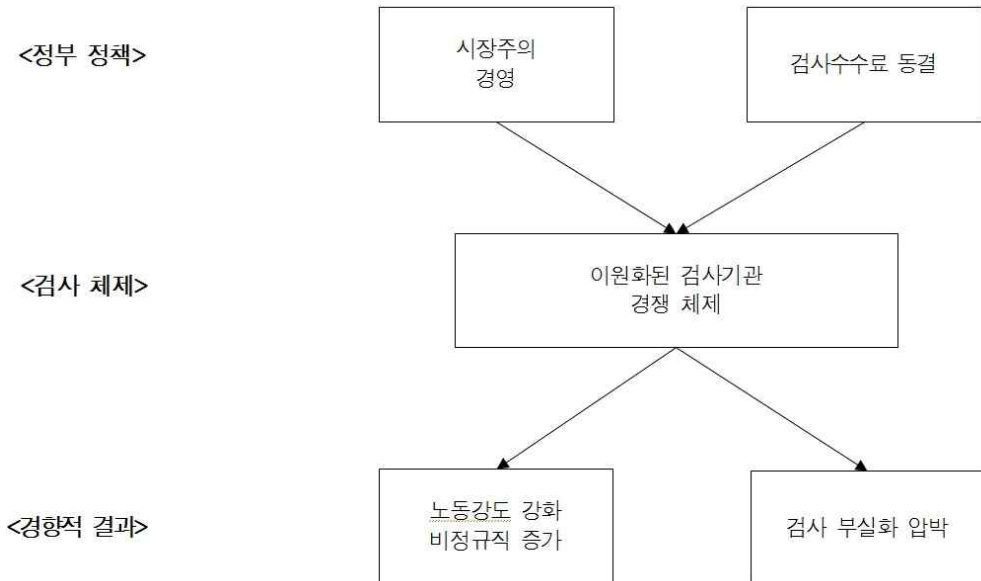 <정부 정책>
시장주의
경영
검사수수료 동결
<검사 체제>
이원화된 검사기관
경쟁 체제
<경향적 결과>
노동강도 강화
비정규직 증가
검사 부실화 압박